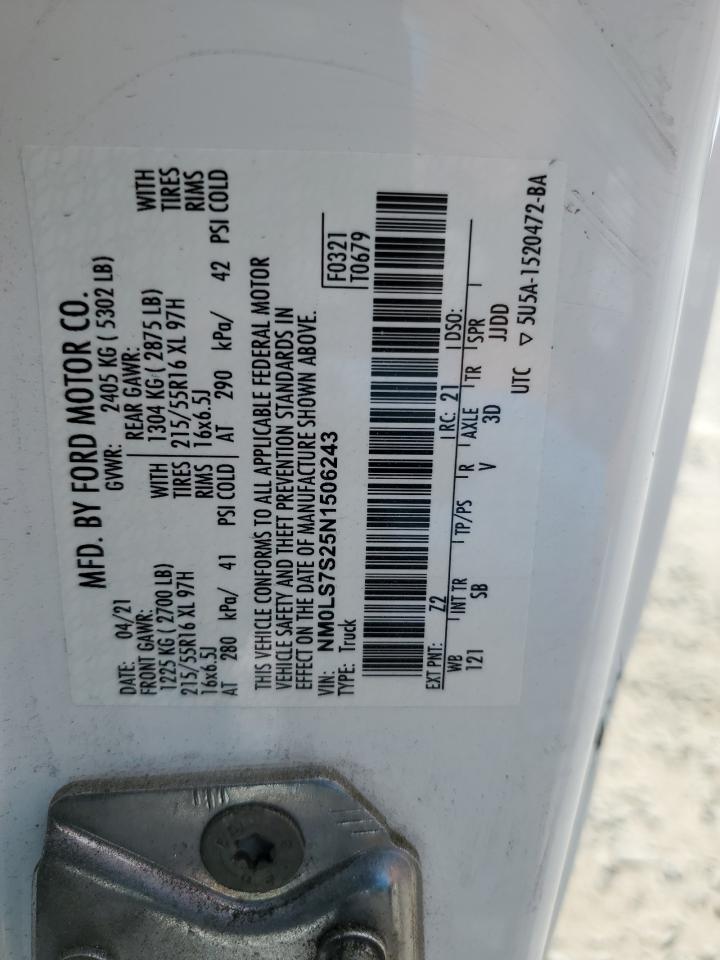 MFD. BY FORD MOTOR CO.
DATE: 04/21 GVWR: 2405 KG ( 5302 LB)
FRONT GAWR: REAR GAWR:
1225 KG ( 2700 LB) WITH 1304 KG ( 2875 LB) WITH
215/55R16 XL 97H TIRES 215/55R16 XL 97H TIRES
16x6.5J RIMS 16x6.5J RIMS
AT 280 kPa/ 41 PSI COLD AT 290 kPa/ 42 PSI COLD
THIS VEHICLE CONFORMS TO ALL APPLICABLE FEDERAL MOTOR
VEHICLE SAFETY AND THEFT PREVENTION STANDARDS IN
EFFECT ON THE DATE OF MANUFACTURE SHOWN ABOVE.
VIN: NM0LS7S25N1506243 F0321
TYPE: Truck T0679
EXT PNT: Z2 RC: 21 DSO:
WB INT TR TP/PS R AXLE TR SPR
121 SB V 3D JJDD
UTC ▽ 5U5A-1520472-BA